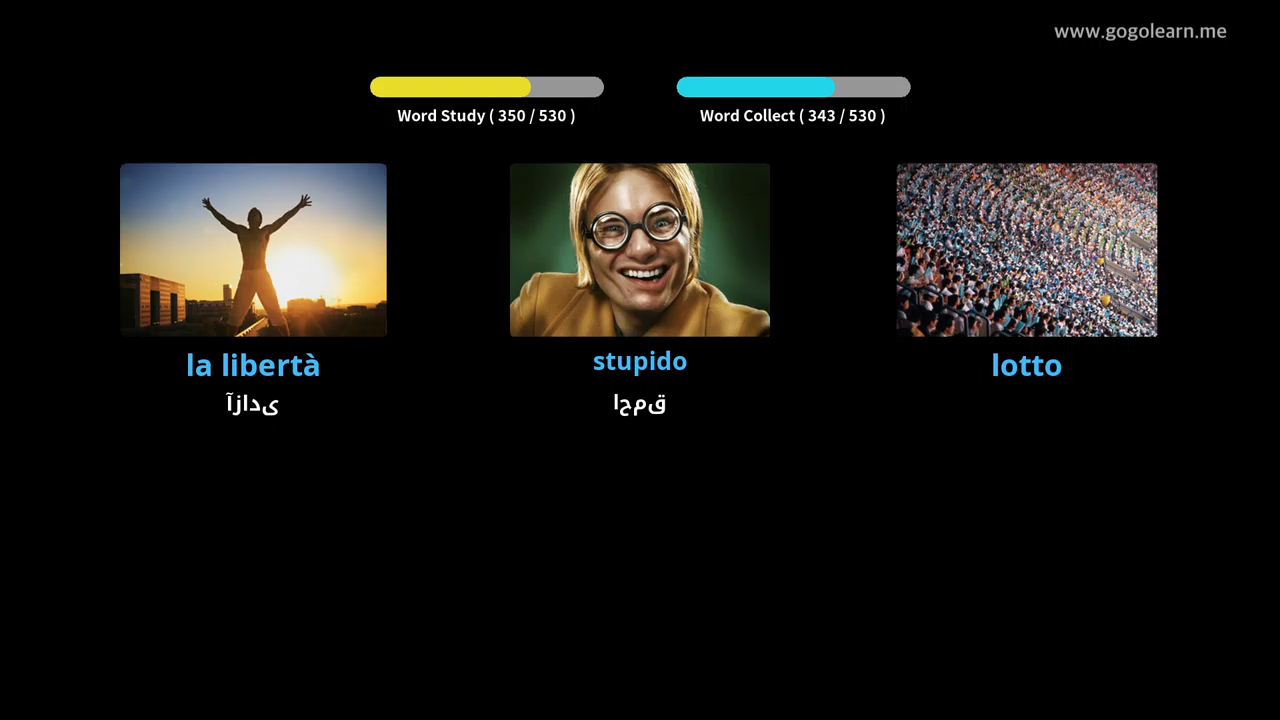 www.gogolearn.me
Word Study ( 350 / 530 )
Word Collect ( 343 / 530 )
la libertà
آزادی
stupido
احمق
lotto